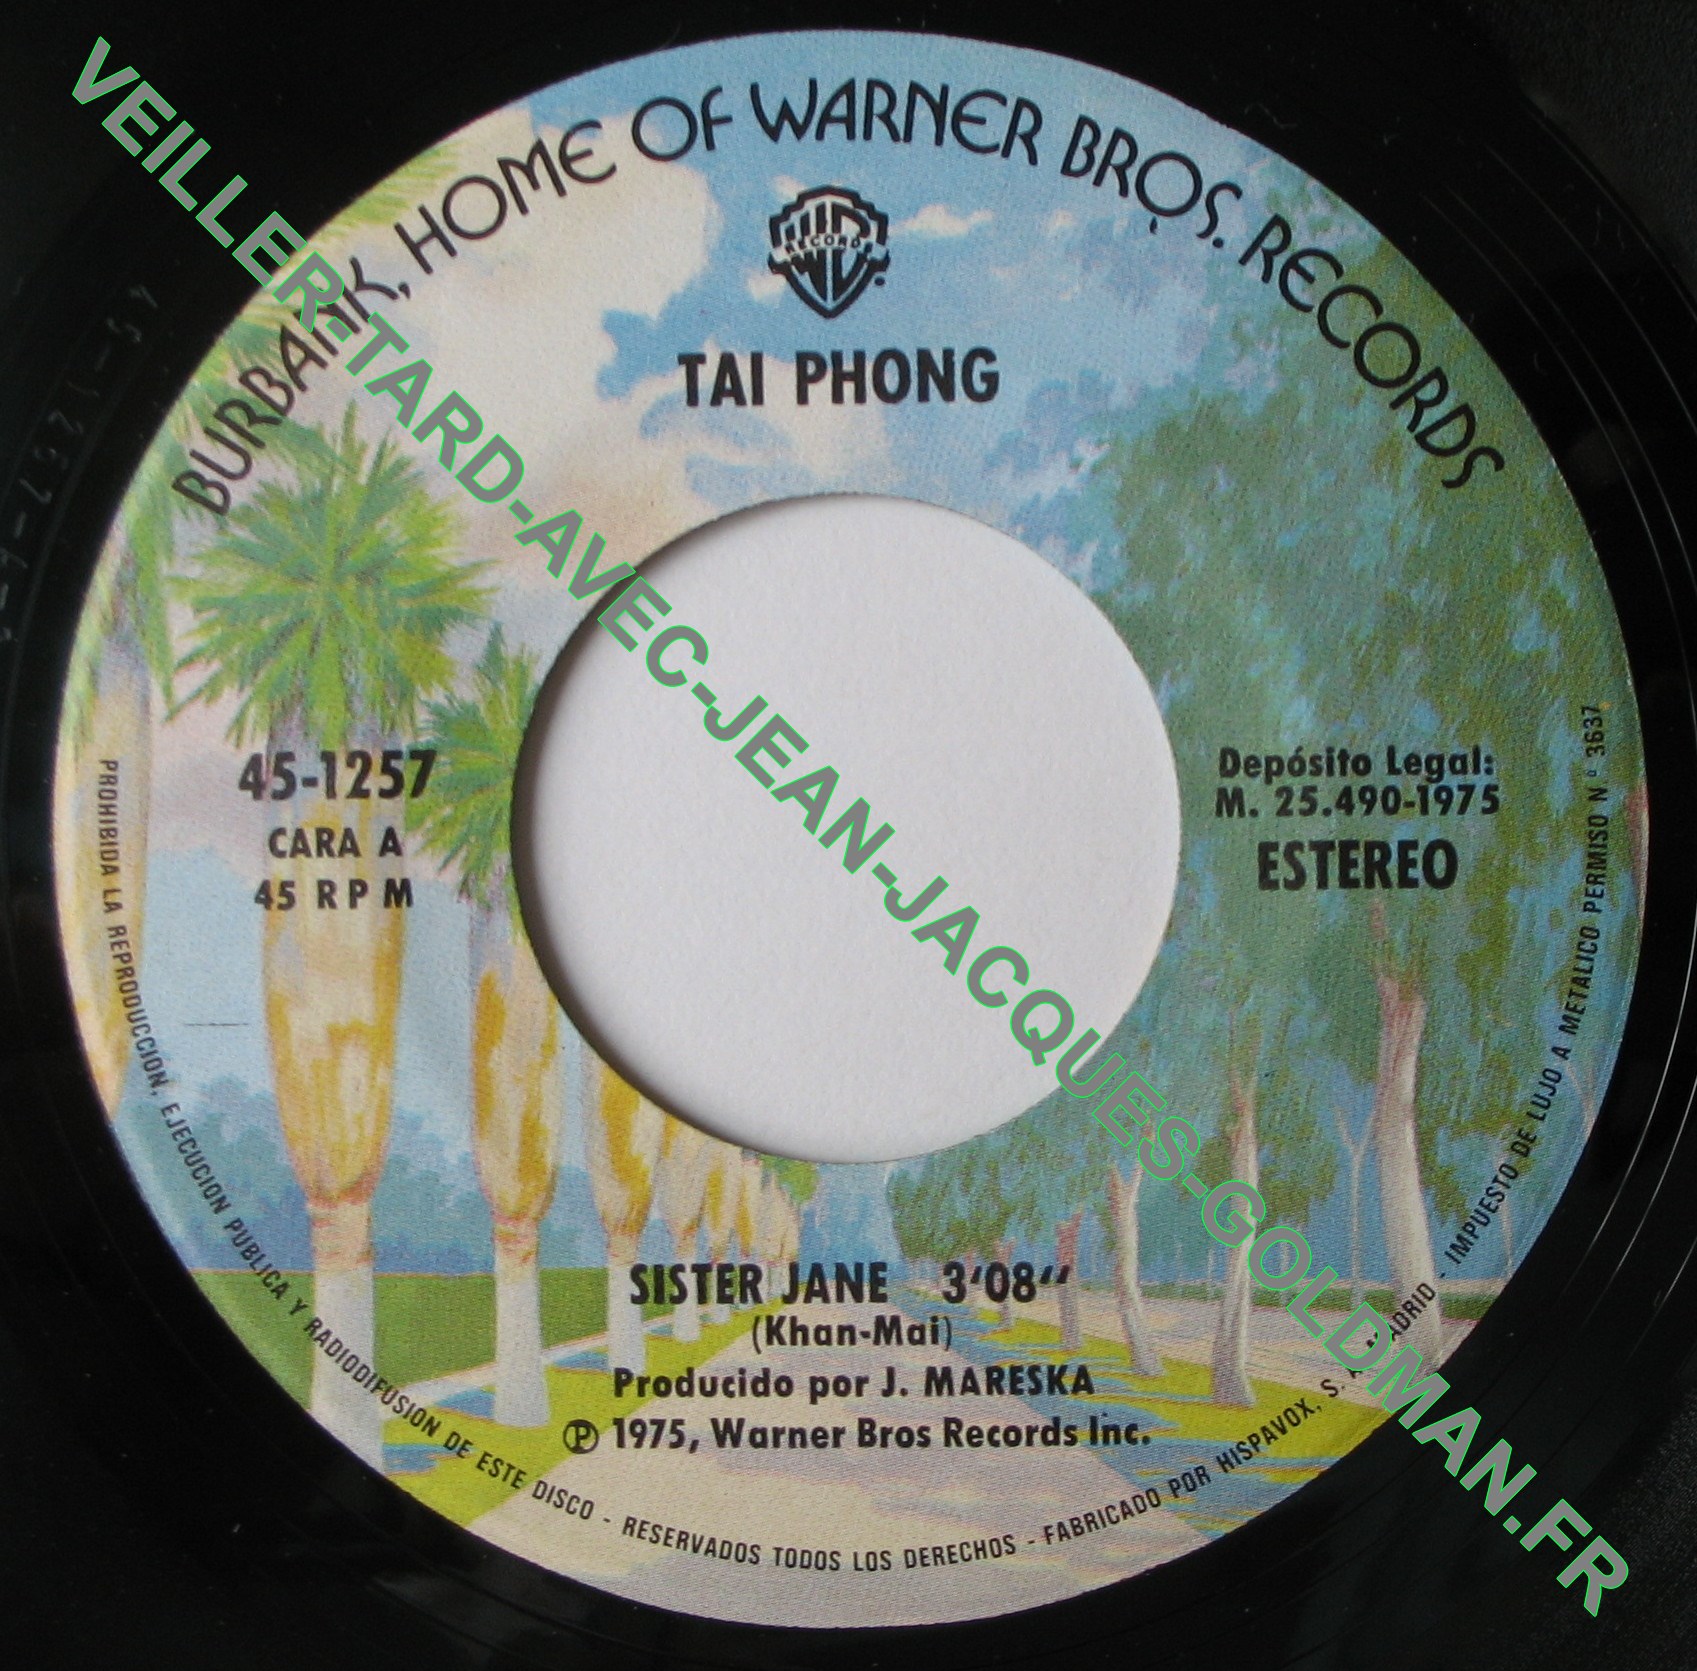 BURBANK, HOME OF WARNER BROS. RECORDS
RECORDS
TAI PHONG
45-1257
CARA A
45 RPM
Depósito Legal:
M. 25.490-1975
ESTEREO
SISTER JANE 3'08"
(Khan-Mai)
Producido por J. MARESKA
℗ 1975, Warner Bros Records Inc.
PROHIBIDA LA REPRODUCCION, EJECUCION PUBLICA Y RADIODIFUSION DE ESTE DISCO - RESERVADOS TODOS LOS DERECHOS - FABRICADO POR HISPAVOX, S. A. MADRID - IMPUESTO DE LUJO A METALICO PERMISO N° 3637
VEILLER-TARD-AVEC-JEAN-JACQUES-GOLDMAN.FR